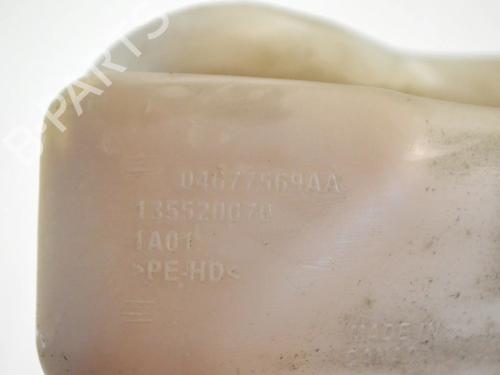 B-PARTS
04677569AA
135520070
1A01
>PE-HD<
MADE IN